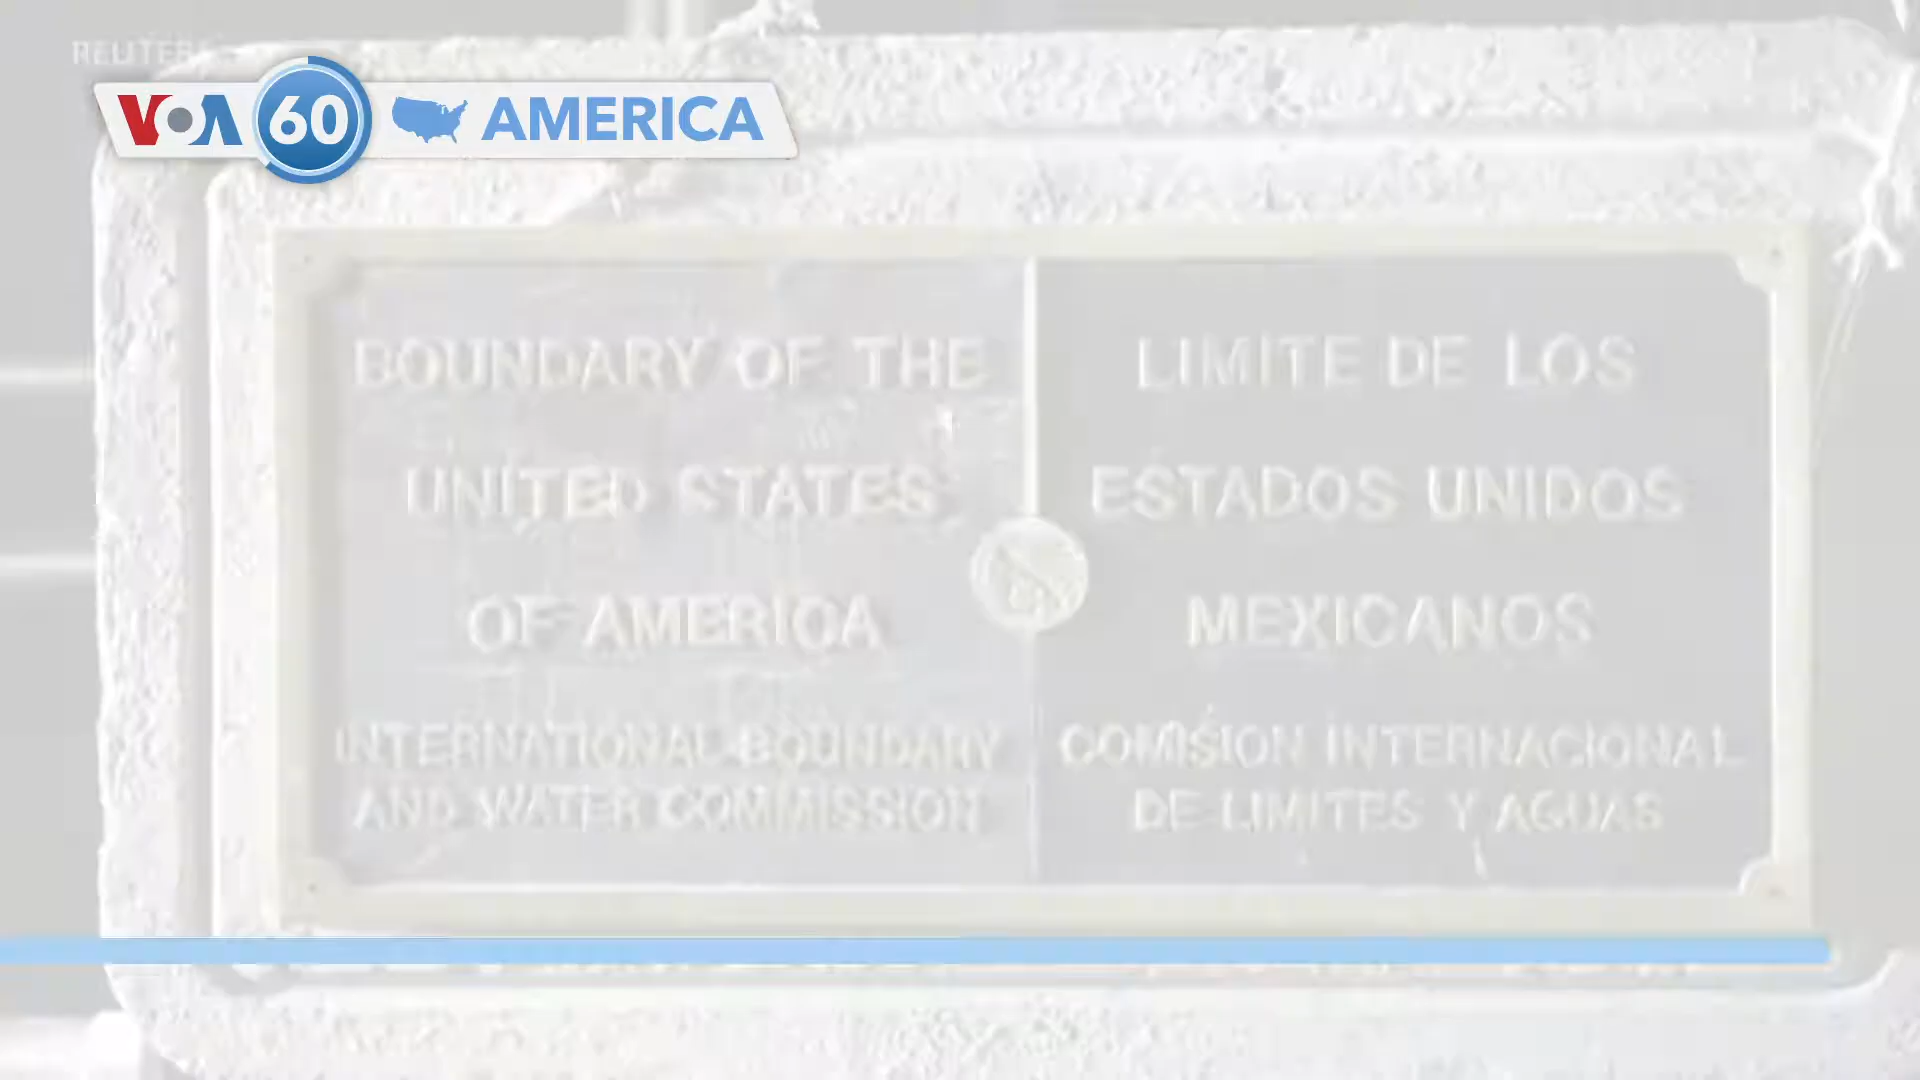 REUTERS
VOA 60 AMERICA
BOUNDARY OF THE
UNITED STATES
OF AMERICA
INTERNATIONAL BOUNDARY
AND WATER COMMISSION
LIMITE DE LOS
ESTADOS UNIDOS
MEXICANOS
COMISION INTERNACIONAL
DE LIMITES Y AGUAS